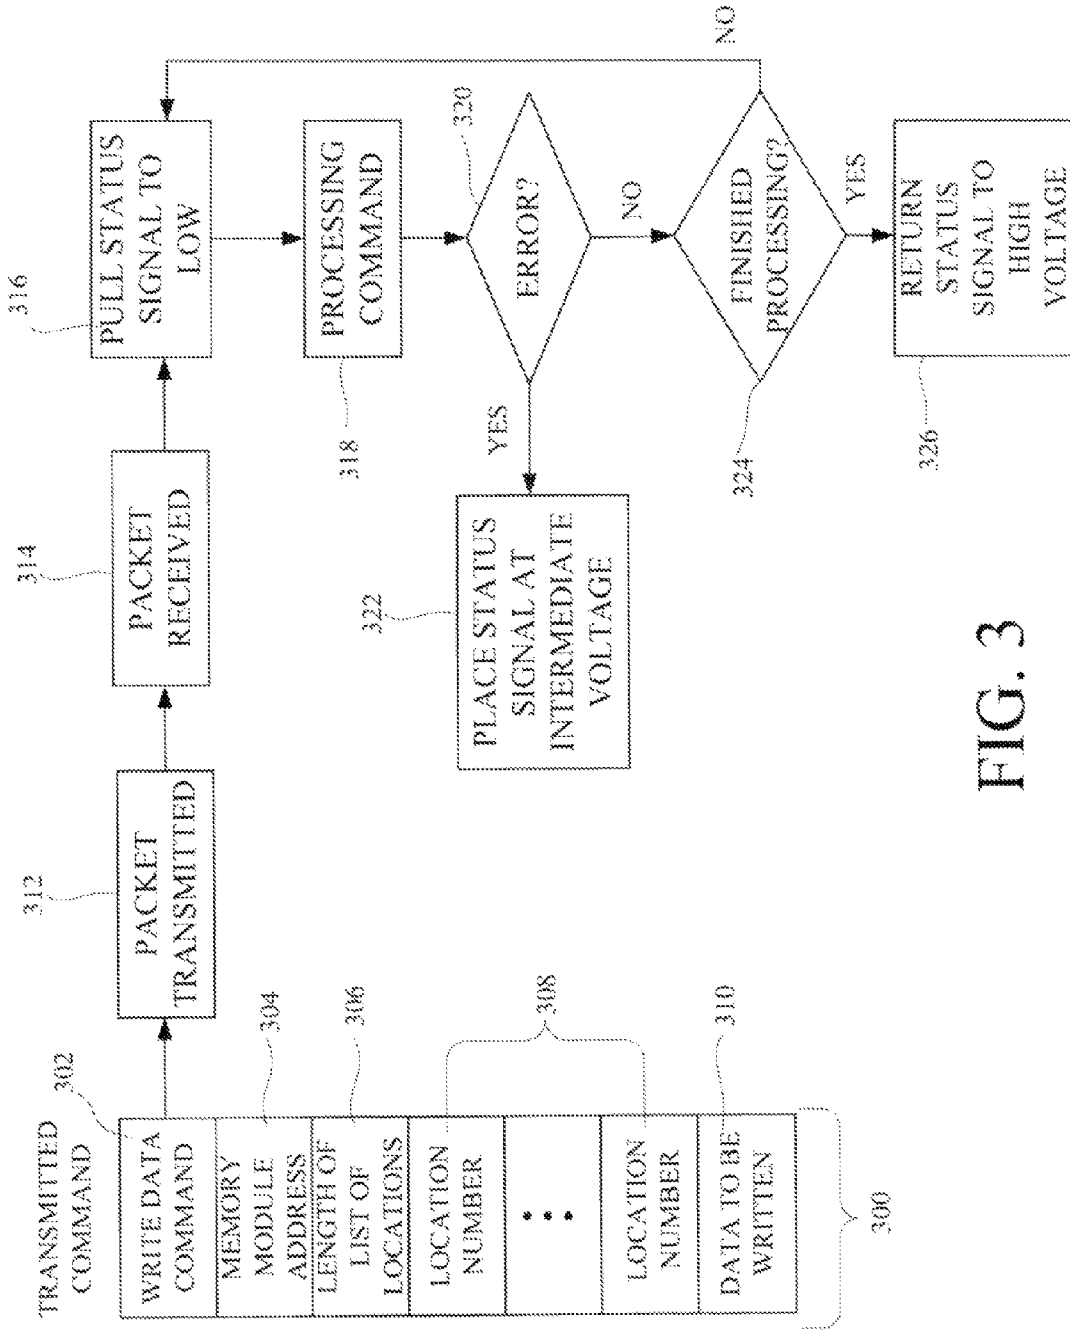 TRANSMITTED
COMMAND
302
WRITE DATA
COMMAND
MEMORY
MODULE
ADDRESS
304
LENGTH OF
LIST OF
LOCATIONS
306
LOCATION
NUMBER
308
LOCATION
NUMBER
DATA TO BE
WRITTEN
310
300
312
PACKET
TRANSMITTED
314
PACKET
RECEIVED
316
PULL STATUS
SIGNAL TO
LOW
318
PROCESSING
COMMAND
320
ERROR?
YES
322
PLACE STATUS
SIGNAL AT
INTERMEDIATE
VOLTAGE
NO
324
FINISHED
PROCESSING?
NO
YES
326
RETURN
STATUS
SIGNAL TO
HIGH
VOLTAGE
FIG. 3